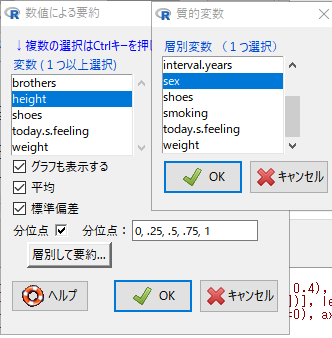 数値による要約
↓複数の選択はCtrlキーを押し
変数（1つ以上選択）
brothers
height
shoes
today.s.feeling
weight
グラフも表示する
平均
標準偏差
分位点 分位点： 0, .25, .5, .75, 1
層別して要約...
ヘルプ OK キャンセル
質的変数
層別変数 （１つ選択）
interval.years
sex
shoes
smoking
today.s.feeling
weight
OK キャンセル
0.4),
])], le
=0), ax